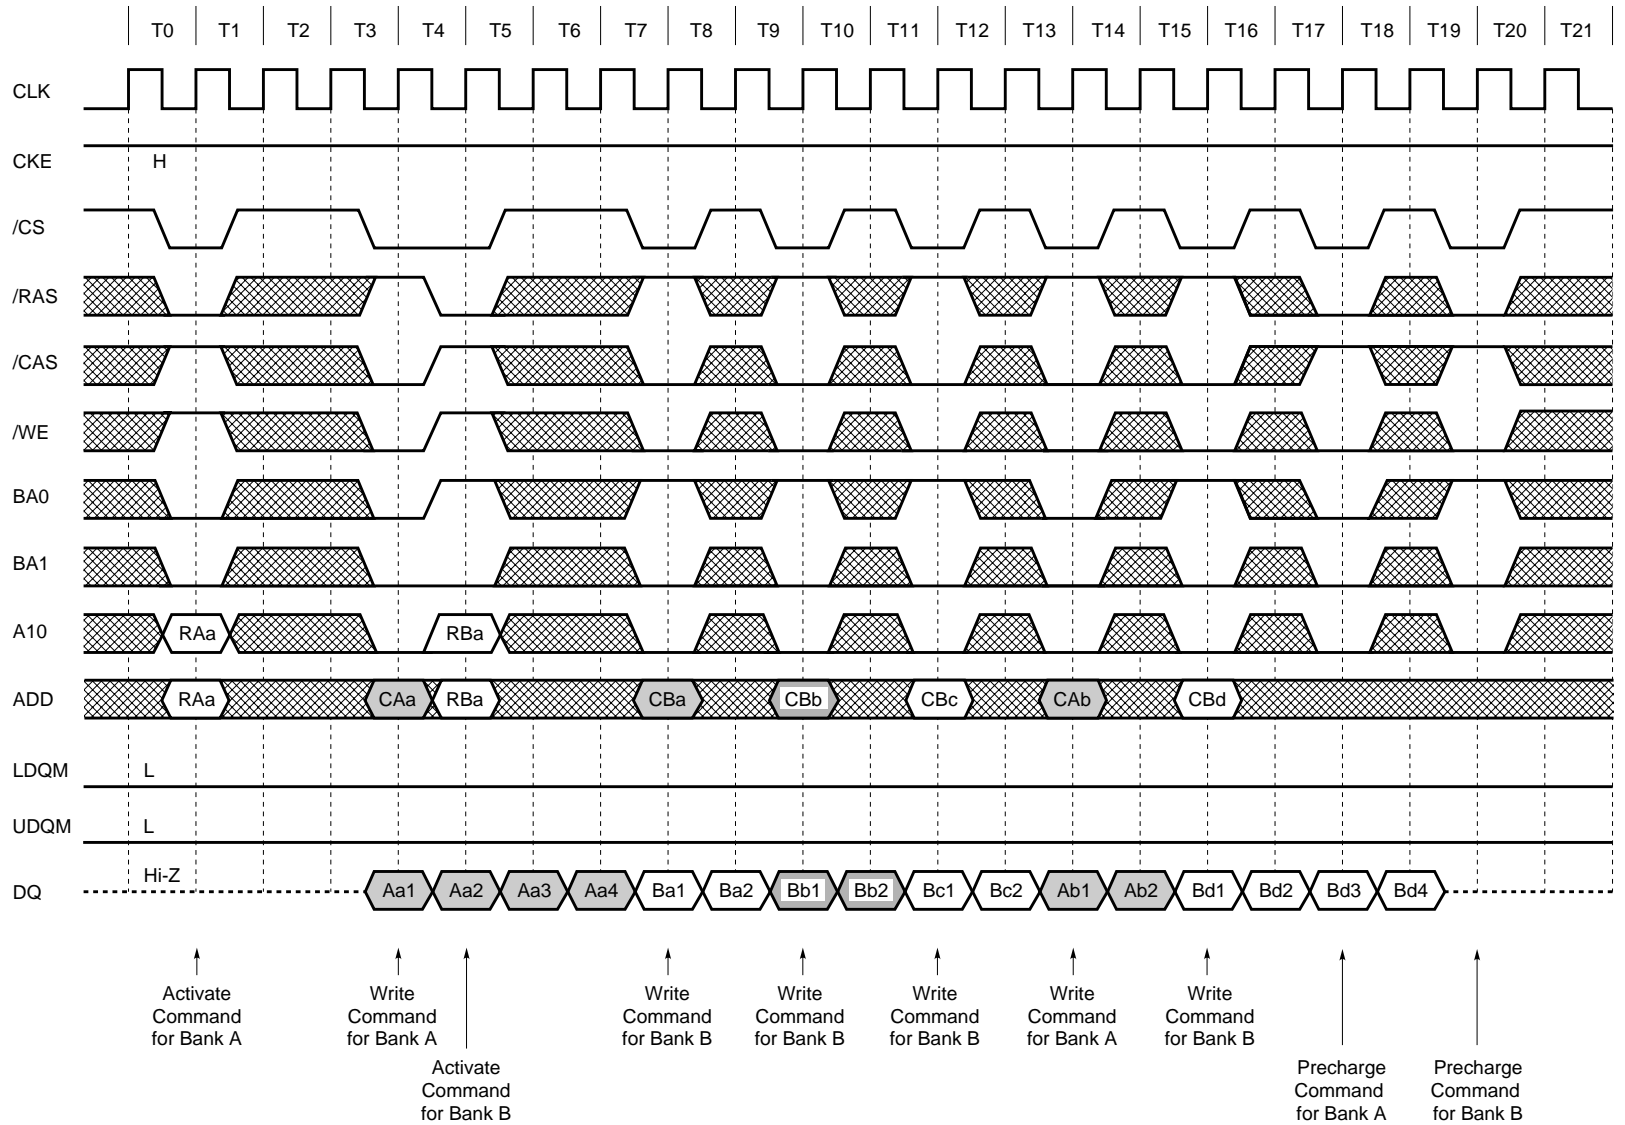 T0 T1 T2 T3 T4 T5 T6 T7 T8 T9 T10 T11 T12 T13 T14 T15 T16 T17 T18 T19 T20 T21
CLK
CKE H
/CS
/RAS
/CAS
/WE
BA0
BA1
A10 RAa RBa
ADD RAa CAa RBa CBa CBb CBc CAb CBd
LDQM L
UDQM L
Hi-Z
DQ Aa1 Aa2 Aa3 Aa4 Ba1 Ba2 Bb1 Bb2 Bc1 Bc2 Ab1 Ab2 Bd1 Bd2 Bd3 Bd4
Activate
Command
for Bank A
Write
Command
for Bank A
Activate
Command
for Bank B
Write
Command
for Bank B
Write
Command
for Bank B
Write
Command
for Bank B
Write
Command
for Bank A
Write
Command
for Bank B
Precharge
Command
for Bank A
Precharge
Command
for Bank B